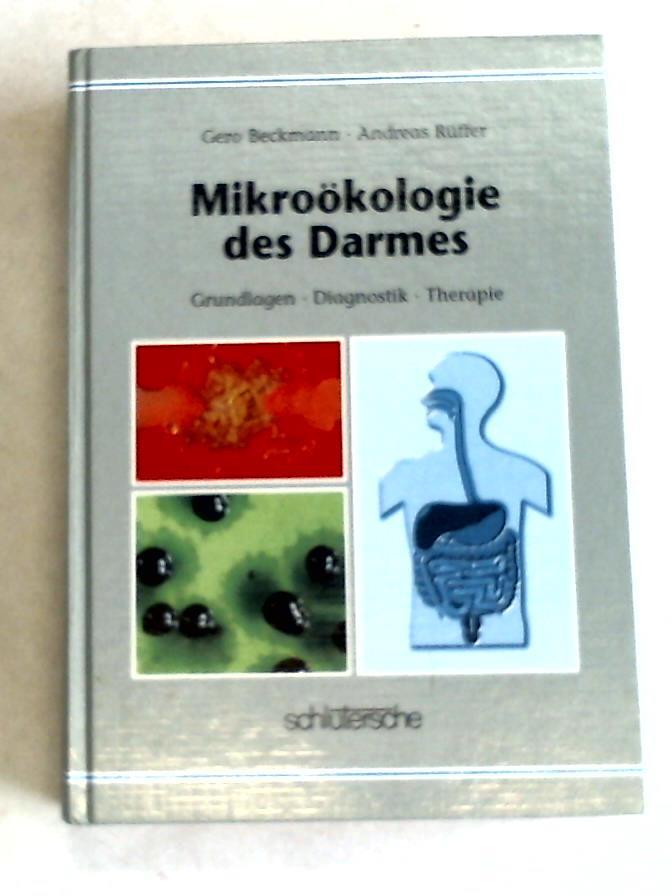 Gero Beckmann · Andreas Rüffer
Mikroökologie
des Darmes
Grundlagen · Diagnostik · Therapie
schlütersche